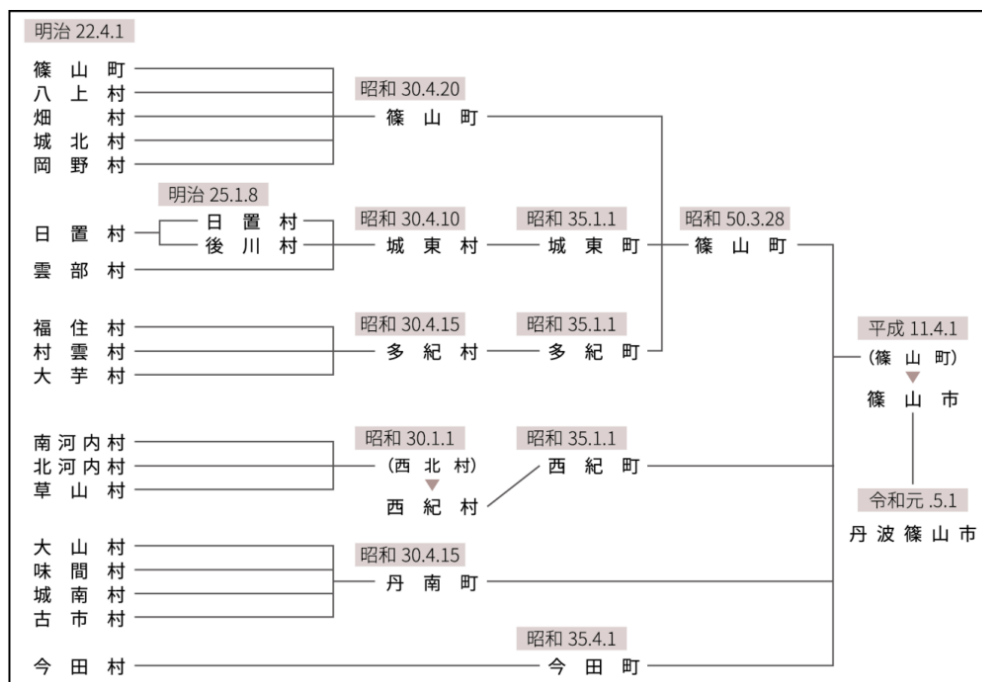 明治 22.4.1
篠山町
八上村
畑村
城北村
岡野村
昭和 30.4.20
篠山町
明治 25.1.8
日置村
日置村
後川村
雲部村
昭和 30.4.10
城東村
昭和 35.1.1
城東町
昭和 50.3.28
篠山町
福住村
村雲村
大芋村
昭和 30.4.15
多紀村
昭和 35.1.1
多紀町
平成 11.4.1
(篠山町)
篠山市
南河内村
北河内村
草山村
昭和 30.1.1
(西北村)
西紀村
昭和 35.1.1
西紀町
令和元 .5.1
丹波篠山市
大山村
味間村
城南村
古市村
昭和 30.4.15
丹南町
今田村
昭和 35.4.1
今田町